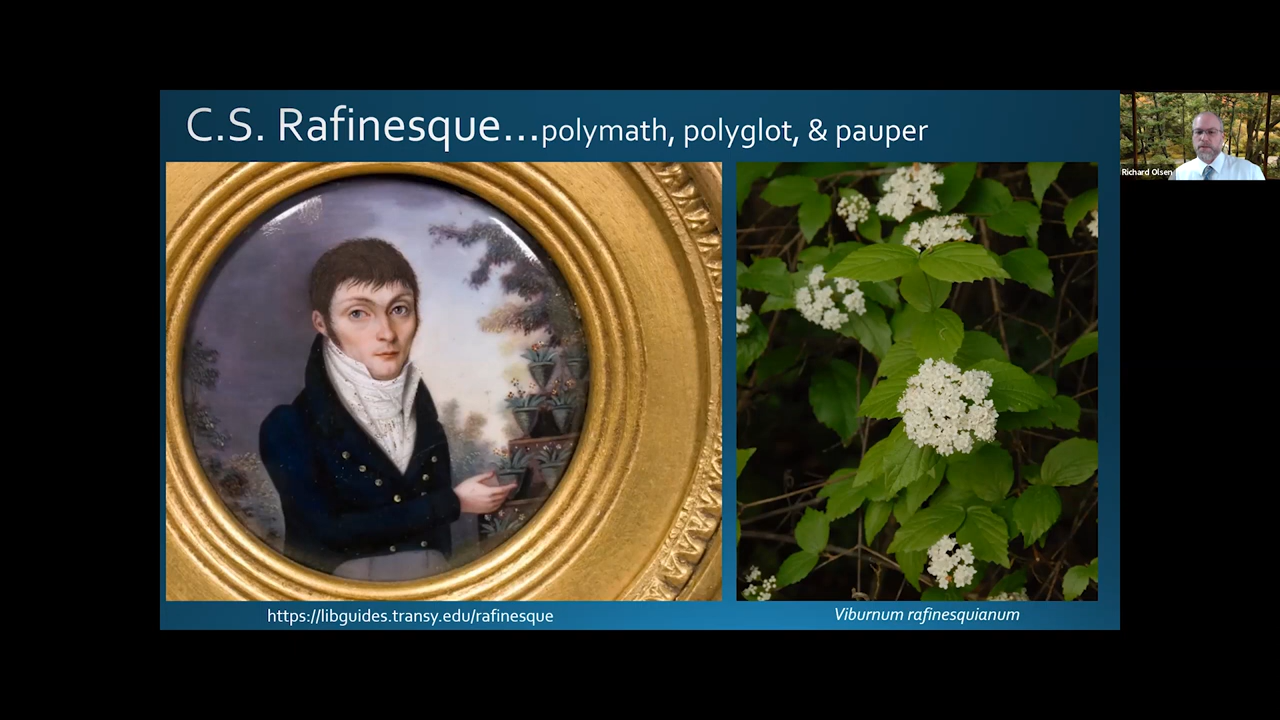 C.S. Rafinesque...polymath, polyglot, & pauper
Richard Olsen
https://libguides.transy.edu/rafinesque
Viburnum rafinesquianum